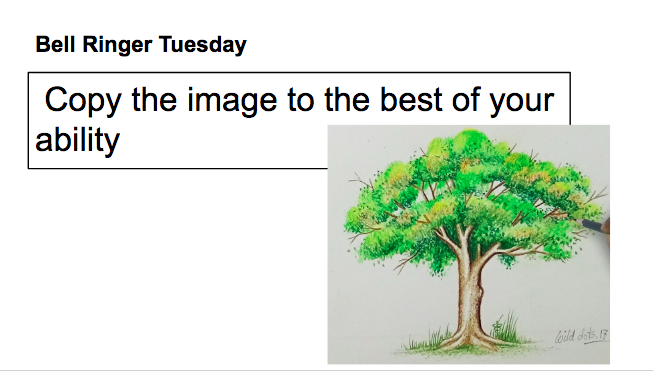 Bell Ringer Tuesday
Copy the image to the best of your
ability